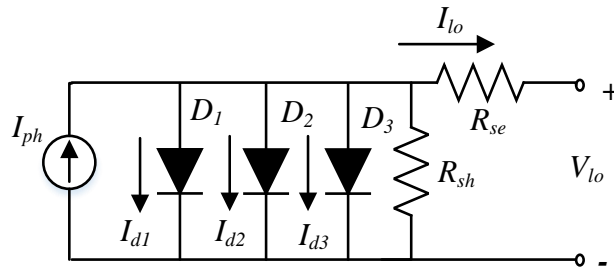 I_lo
D_1
D_2
D_3
+
I_ph
R_se
R_sh
V_lo
I_d1
I_d2
I_d3
-